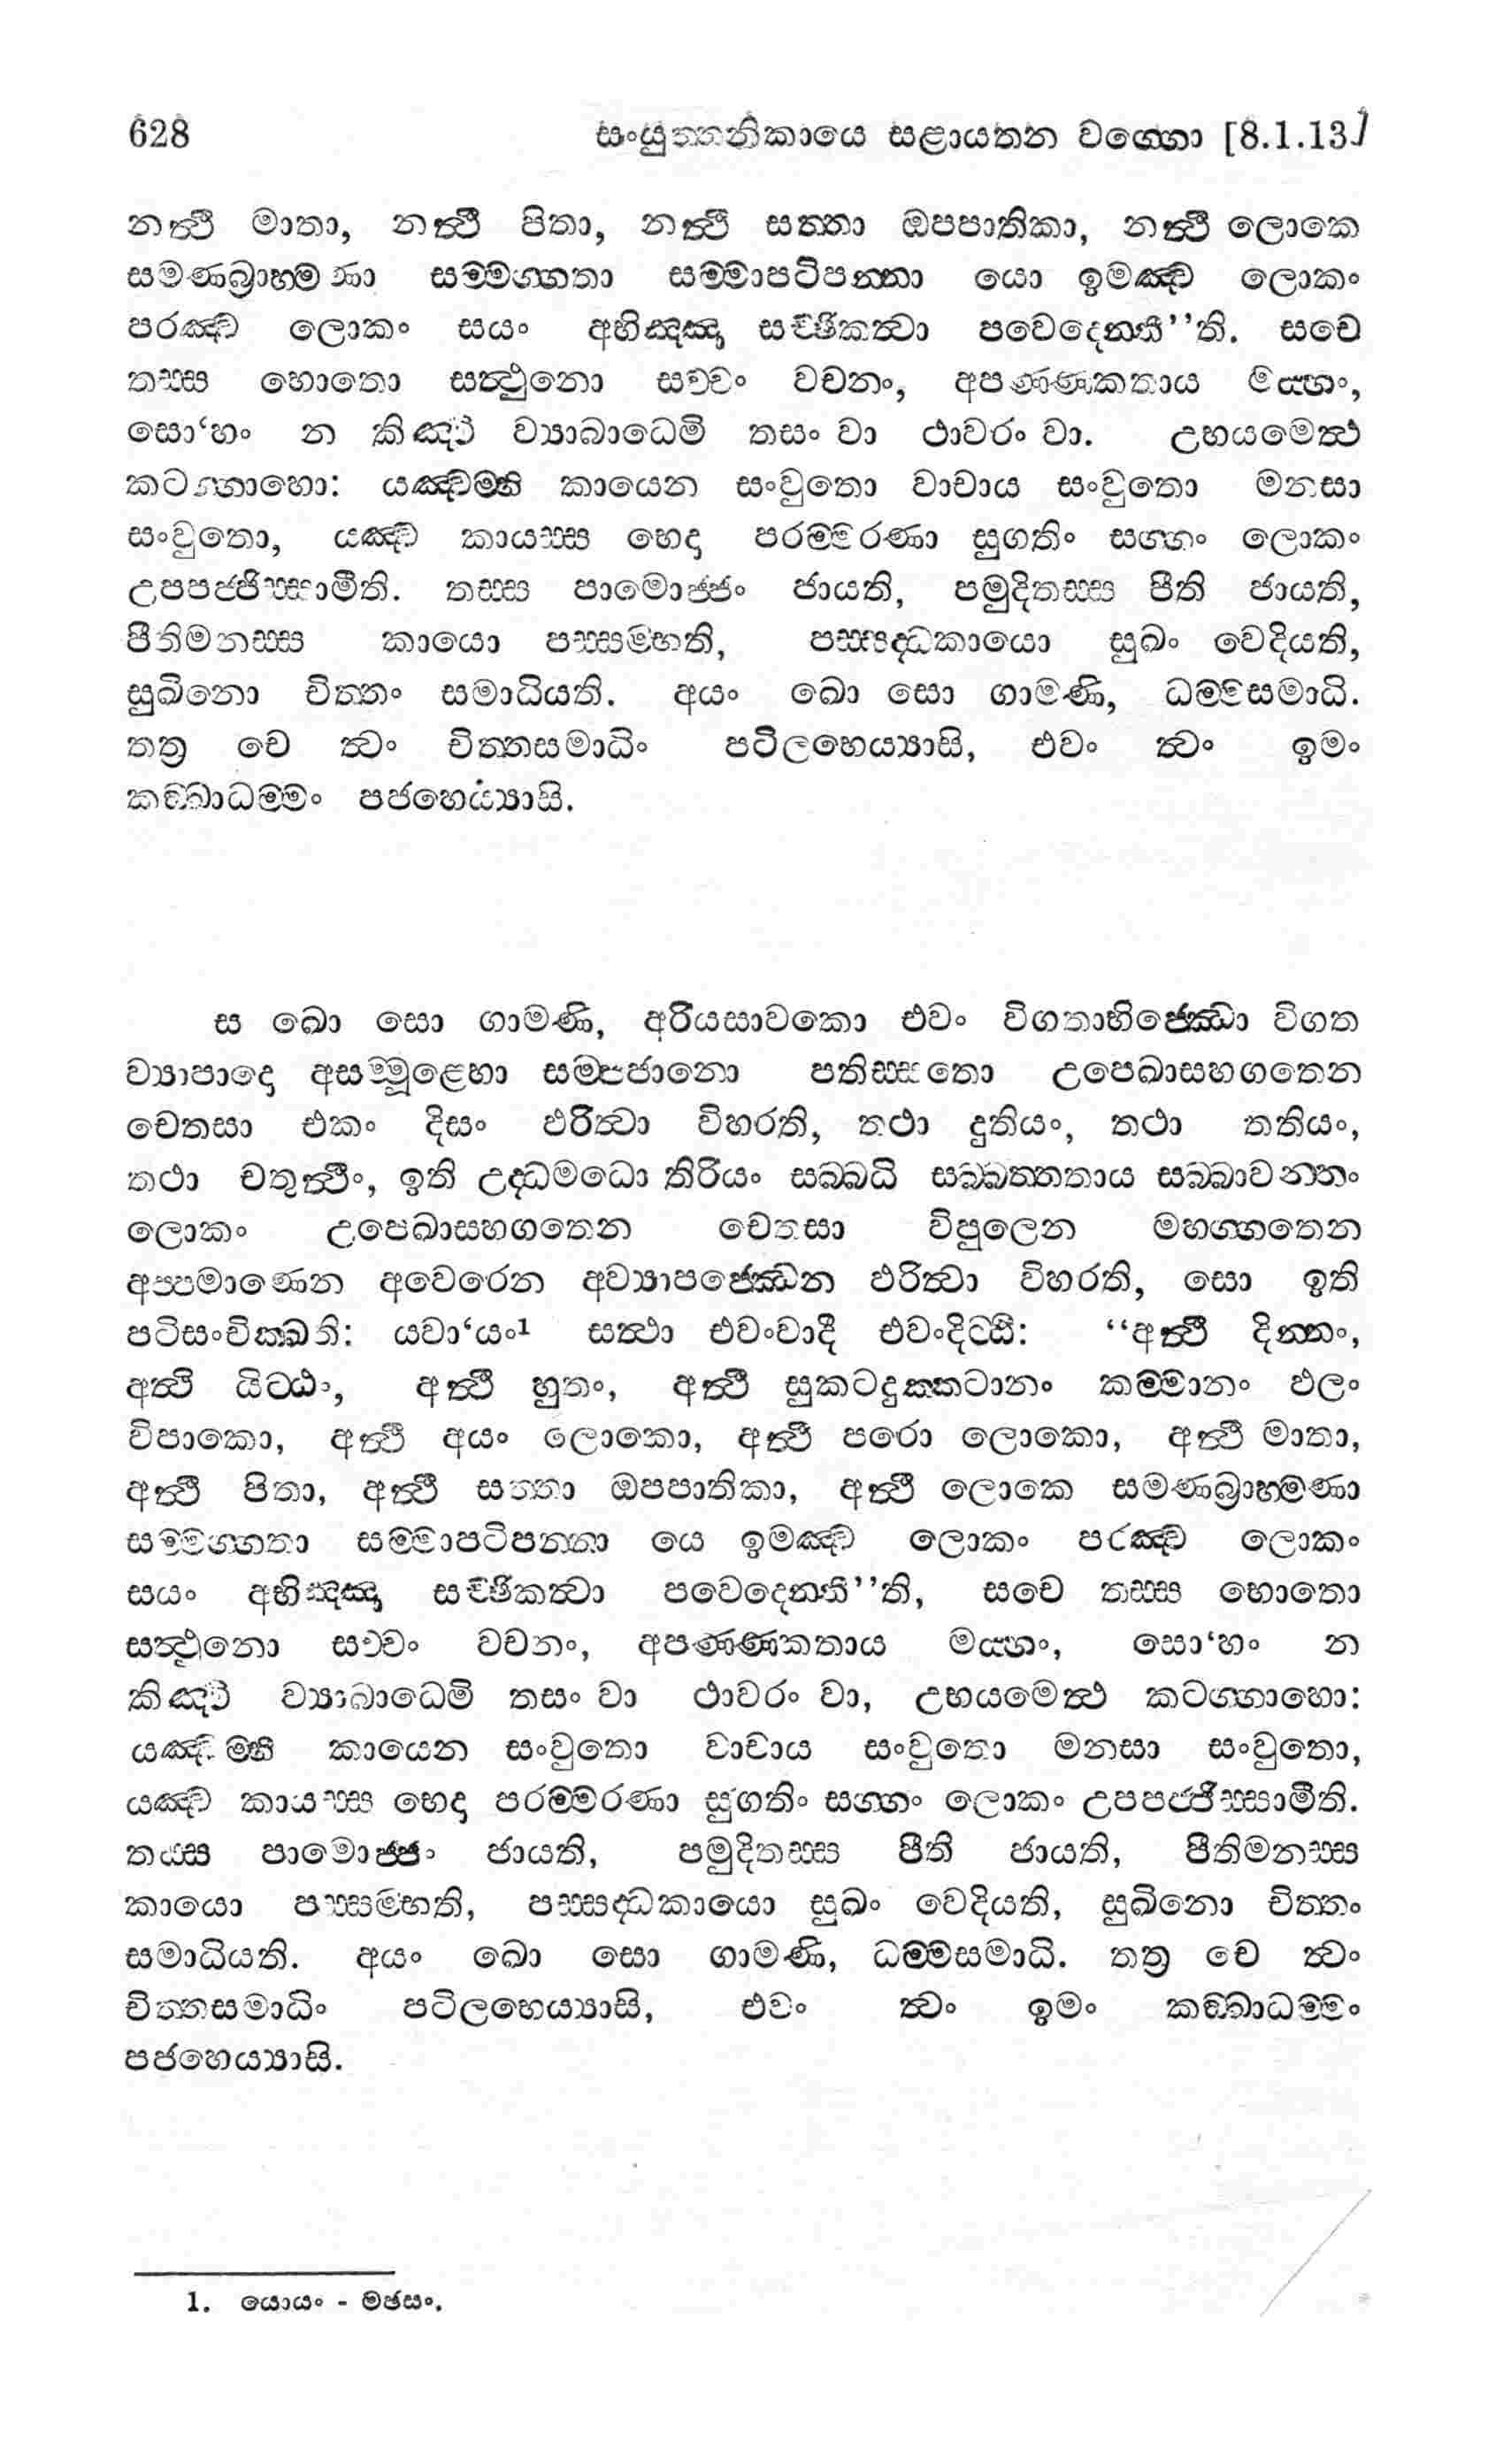 628 සංයුත්තනිකායෙ සළායතන වග්ගො [8.1.13]
නත්ථි මාතා, නත්ථි පිතා, නත්ථි සත්තා ඔපපාතිකා, නත්ථි ලොකෙ
සමණබ්‍රාහ්මණා සම්මග්ගතා සම්මාපටිපන්නා යො ඉමඤ්ච ලොකං
පරඤ්ච ලොකං සයං අභිඤ්ඤා සච්ඡිකත්වා පවෙදෙන්තී’’ති. සචෙ
තස්ස හොතො සත්ථුනො සච්චං වචනං, අපණ්ණකතාය මය්හං,
සො‘හං න කිඤ්චි ව්‍යාබාධෙමි තසං වා ථාවරං වා. උභයමෙත්ථ
කටග්ගාහො: යඤ්චම්හි කායෙන සංවුතො වාචාය සංවුතො මනසා
සංවුතො, යඤ්ච කායස්ස භෙදා පරම්මරණා සුගතිං සග්ගං ලොකං
උපපජ්ජිස්සාමීති. තස්ස පාමොජ්ජං ජායති, පමුදිතස්ස පීති ජායති,
පීතිමනස්ස කායො පස්සම්භති, පස්සද්ධකායො සුඛං වෙදියති,
සුඛිනො චිත්තං සමාධියති. අයං ඛො සො ගාමණි, ධම්මසමාධි.
තත්‍ර චෙ ත්වං චිත්තසමාධිං පටිලභෙය්‍යාසි, එවං ත්වං ඉමං
කඞ්ඛාධම්මං පජහෙය්‍යාසි.
ස ඛො සො ගාමණි, අරියසාවකො එවං විගතාභිජ්ඣො විගත
ව්‍යාපාදො අසම්මූළ්හො සම්පජානො පතිස්සතො උපෙඛාසහගතෙන
චෙතසා එකං දිසං ඵරිත්වා විහරති, තථා දුතියං, තථා තතියං,
තථා චතුත්ථිං, ඉති උද්ධමධො තිරියං සබ්බධි සබ්බත්තතාය සබ්බාවන්තං
ලොකං උපෙඛාසහගතෙන චෙතසා විපුලෙන මහග්ගතෙන
අප්පමාණෙන අවෙරෙන අව්‍යාපජ්ඣෙන ඵරිත්වා විහරති, සො ඉති
පටිසංචික්ඛති: යවා‘යං¹ සත්ථා එවංවාදී එවංදිට්ඨි: ‘‘අත්ථි දින්නං,
අත්ථි යිට්ඨං, අත්ථි හුතං, අත්ථි සුකටදුක්කටානං කම්මානං ඵලං
විපාකො, අත්ථි අයං ලොකො, අත්ථි පරො ලොකො, අත්ථි මාතා,
අත්ථි පිතා, අත්ථි සත්තා ඔපපාතිකා, අත්ථි ලොකෙ සමණබ්‍රාහ්මණා
සම්මග්ගතා සම්මාපටිපන්නා යෙ ඉමඤ්ච ලොකං පරඤ්ච ලොකං
සයං අභිඤ්ඤා සච්ඡිකත්වා පවෙදෙන්තී’’ති, සචෙ තස්ස භොතො
සත්ථුනො සච්චං වචනං, අපණ්ණකතාය මය්හං, සො‘හං න
කිඤ්චි ව්‍යාබාධෙමි තසං වා ථාවරං වා, උභයමෙත්ථ කටග්ගාහො:
යඤ්චම්හි කායෙන සංවුතො වාචාය සංවුතො මනසා සංවුතො,
යඤ්ච කායස්ස භෙදා පරම්මරණා සුගතිං සග්ගං ලොකං උපපජ්ජිස්සාමීති.
තස්ස පාමොජ්ජං ජායති, පමුදිතස්ස පීති ජායති, පීතිමනස්ස
කායො පස්සම්භති, පස්සද්ධකායො සුඛං වෙදියති, සුඛිනො චිත්තං
සමාධියති. අයං ඛො සො ගාමණි, ධම්මසමාධි. තත්‍ර චෙ ත්වං
චිත්තසමාධිං පටිලභෙය්‍යාසි, එවං ත්වං ඉමං කඞ්ඛාධම්මං
පජහෙය්‍යාසි.
1. යොයං - මඡසං.